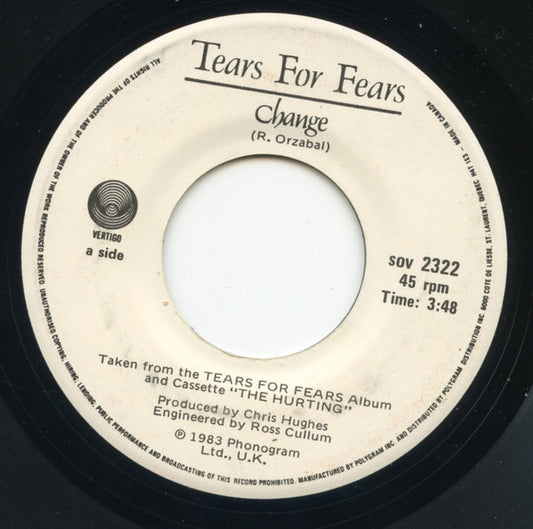 Tears For Fears
Change
(R. Orzabal)
VERTIGO
a side
SOV 2322
45 rpm
Time: 3:48
Taken from the TEARS FOR FEARS Album
and Cassette "THE HURTING"
Produced by Chris Hughes
Engineered by Ross Cullum
℗ 1983 Phonogram
Ltd., U.K.
ALL RIGHTS OF THE PRODUCER AND OF THE OWNER OF THE WORK REPRODUCED RESERVED. UNAUTHORISED COPYING, HIRING, LENDING, PUBLIC PERFORMANCE AND BROADCASTING OF THIS RECORD PROHIBITED. MANUFACTURED BY POLYGRAM INC. AND DISTRIBUTED BY POLYGRAM DISTRIBUTION INC. 6000 COTE DE LIESSE, ST. LAURENT, QUEBEC H4T 1E3 - MADE IN CANADA